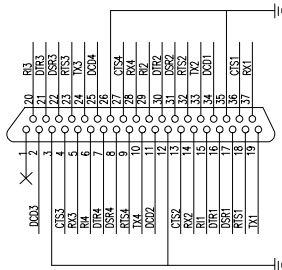 RI3
DTR3
DSR3
RTS3
TX3
DCD4
CTS4
RX4
RI2
DTR2
DSR2
RTS2
TX2
DCD1
CTS1
RX1
20
21
22
23
24
25
26
27
28
29
30
31
32
33
34
35
36
37
1
2
3
4
5
6
7
8
9
10
11
12
13
14
15
16
17
18
19
DCD3
CTS3
RX3
RI4
DTR4
DSR4
RTS4
TX4
DCD2
CTS2
RX2
RI1
DTR1
DSR1
RTS1
TX1